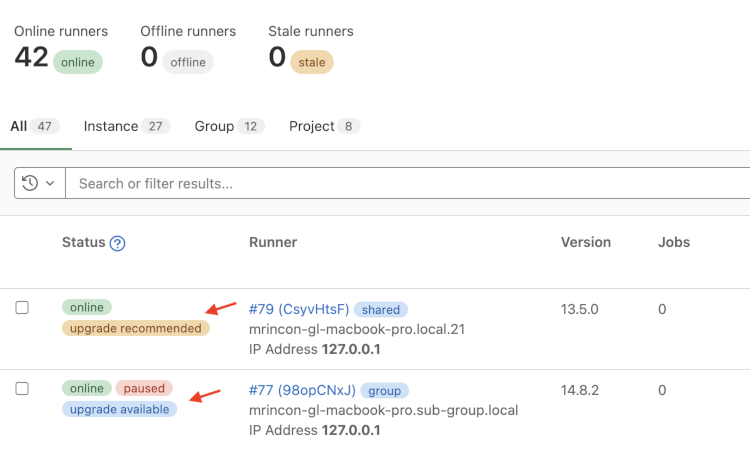 Online runners Offline runners Stale runners
42 online 0 offline 0 stale
All 47 Instance 27 Group 12 Project 8
Search or filter results...
Status ? Runner Version Jobs
online #79 (CsyvHtsF) shared 13.5.0 0
upgrade recommended mrincon-gl-macbook-pro.local.21
IP Address 127.0.0.1
online paused #77 (98opCNxJ) group 14.8.2 0
upgrade available mrincon-gl-macbook-pro.sub-group.local
IP Address 127.0.0.1